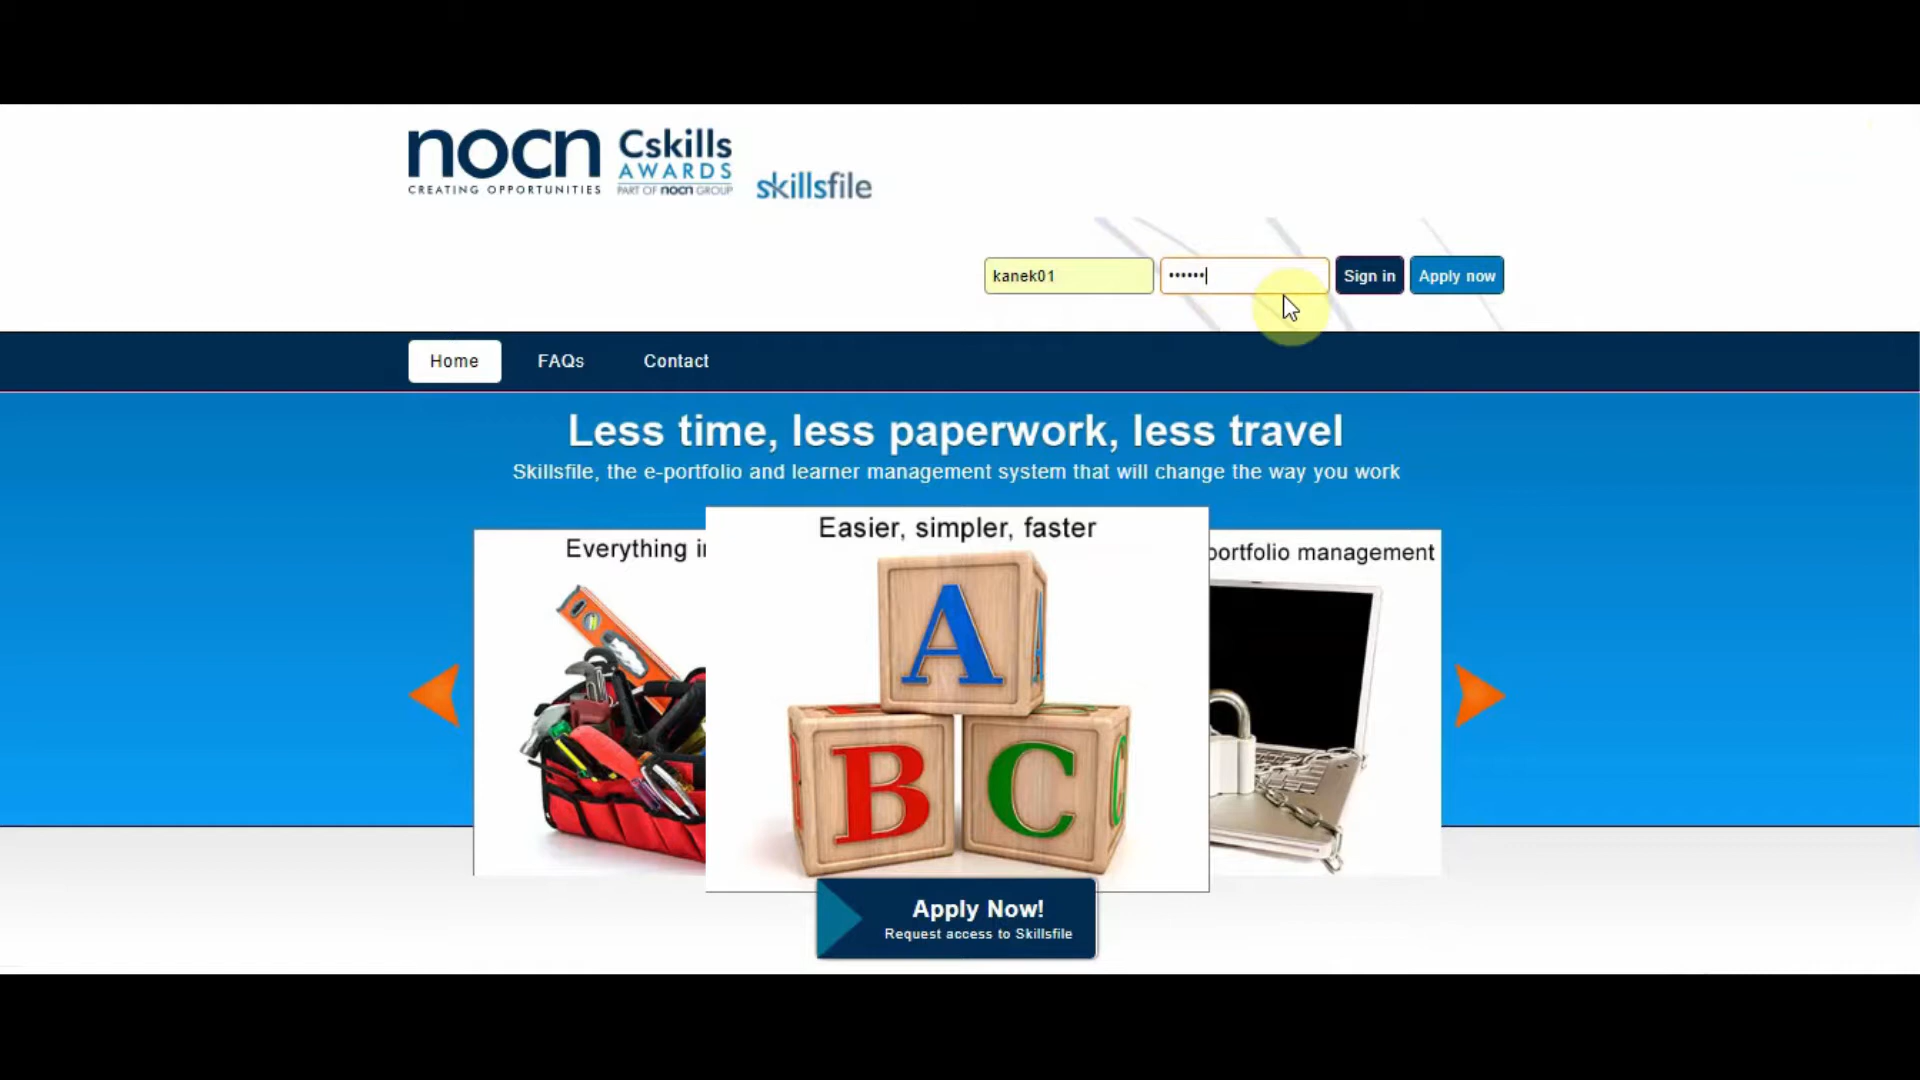 nocn
CREATING OPPORTUNITIES
Cskills
AWARDS
PART OF nocn GROUP
skillsfile
kanek01
••••••
Sign in
Apply now
Home
FAQs
Contact
Less time, less paperwork, less travel
Skillsfile, the e-portfolio and learner management system that will change the way you work
Everything i
Easier, simpler, faster
portfolio management
A
B
C
Apply Now!
Request access to Skillsfile